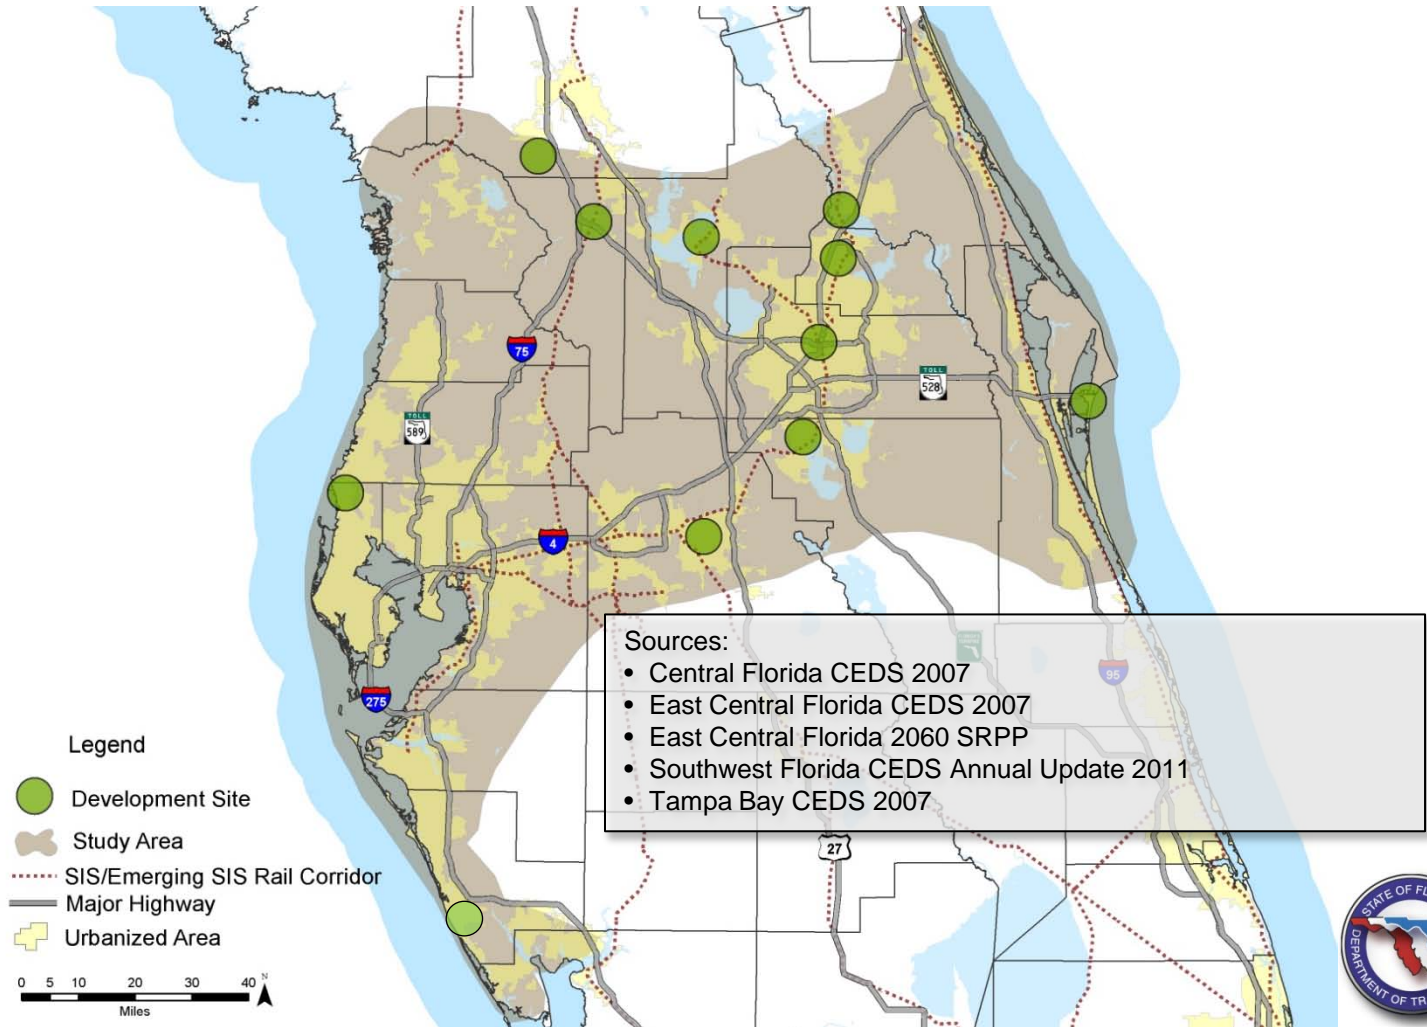 75
TOLL
528
TOLL
589
4
Sources:
• Central Florida CEDS 2007
• East Central Florida CEDS 2007
• East Central Florida 2060 SRPP
• Southwest Florida CEDS Annual Update 2011
• Tampa Bay CEDS 2007
95
275
27
Legend
Development Site
Study Area
SIS/Emerging SIS Rail Corridor
Major Highway
Urbanized Area
0 5 10 20 30 40
Miles
N
STATE OF FL
DEPARTMENT OF TR